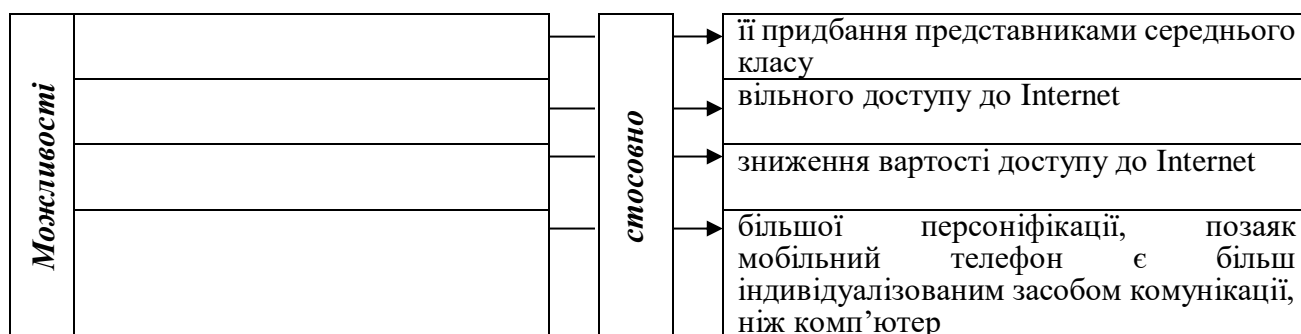 Можливості
стосовно
її придбання представниками середнього
класу
вільного доступу до Internet
зниження вартості доступу до Internet
більшої персоніфікації, позаяк
мобільний телефон є більш
індивідуалізованим засобом комунікації,
ніж комп’ютер